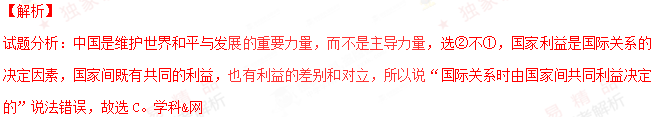 【解析】
试题分析：中国是维护世界和平与发展的重要力量，而不是主导力量，选②不①，国家利益是国际关系的
决定因素，国家间既有共同的利益，也有利益的差别和对立，所以说“国际关系时由国家间共同利益决定
的”说法错误，故选 C。学科&网